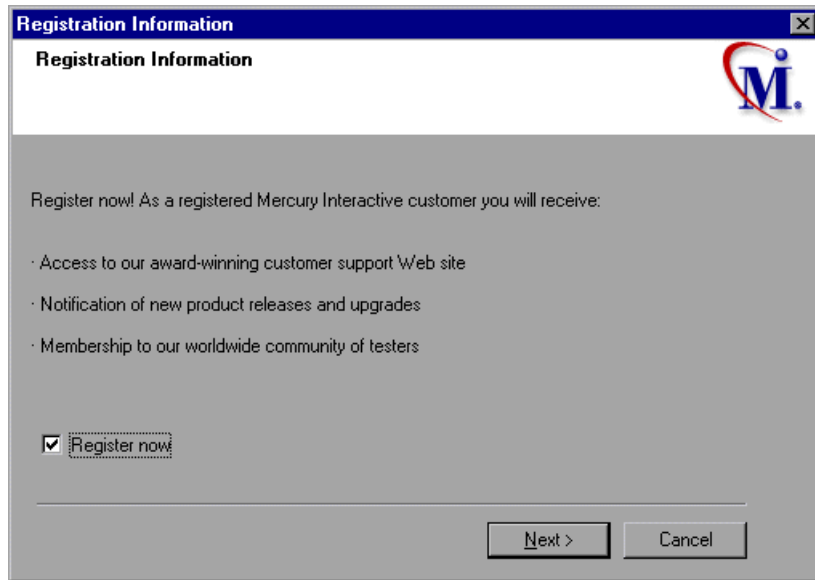 Registration Information
Registration Information
M.
Register now! As a registered Mercury Interactive customer you will receive:
· Access to our award-winning customer support Web site
· Notification of new product releases and upgrades
· Membership to our worldwide community of testers
Register now
Next >
Cancel